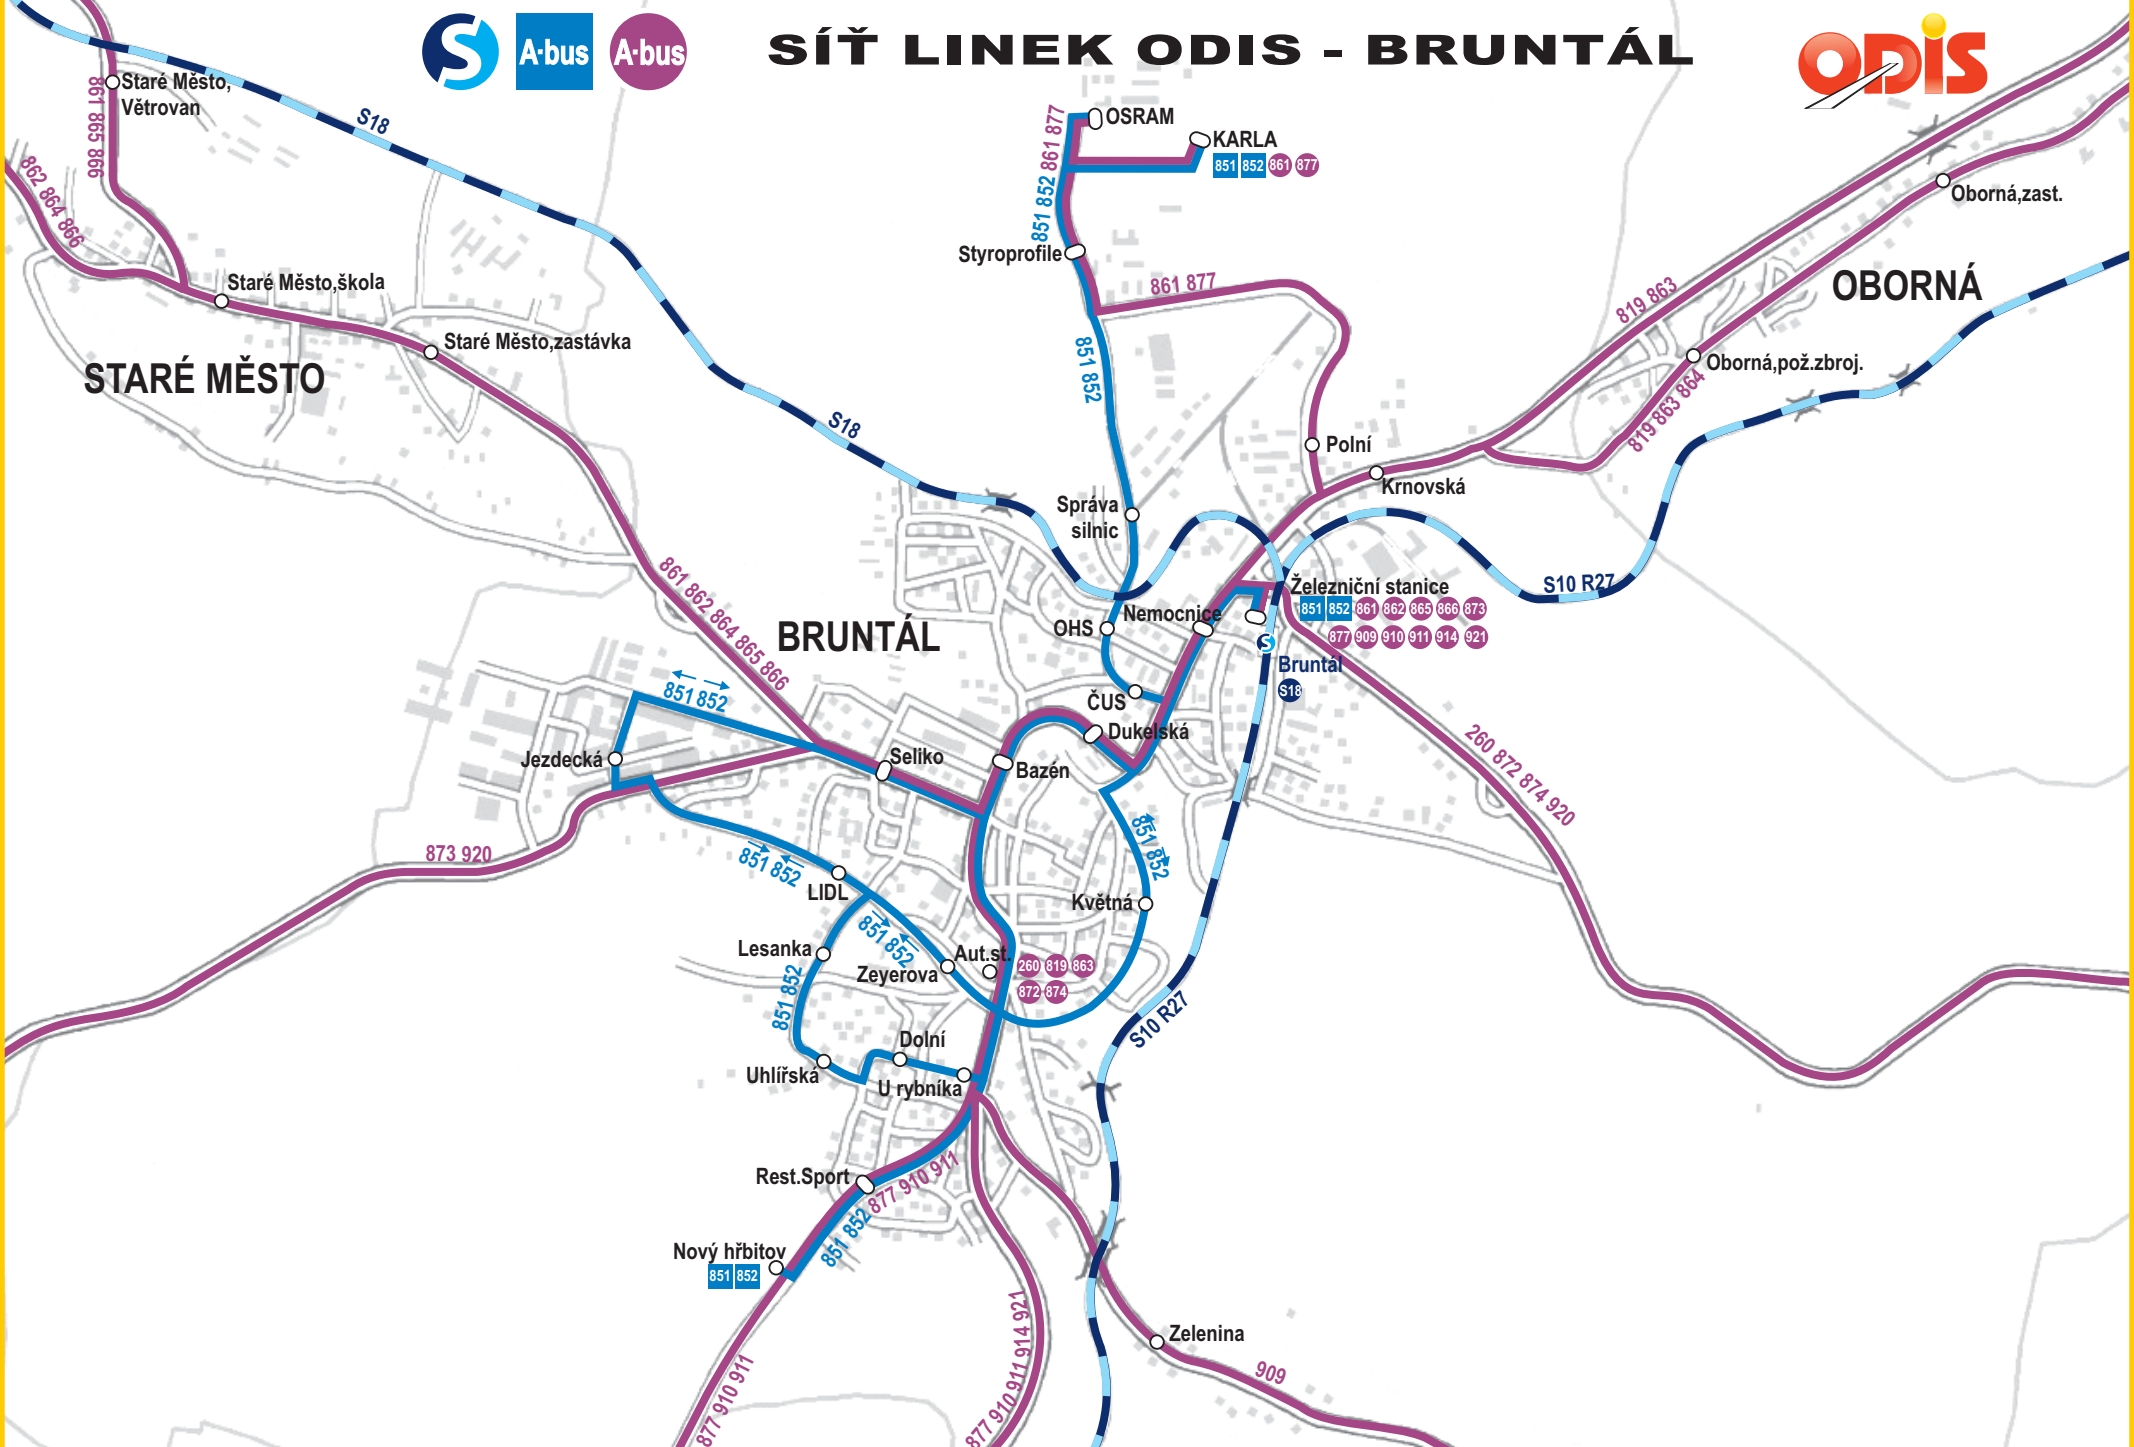 S A-bus A-bus SÍŤ LINEK ODIS - BRUNTÁL ODIS
Staré Město,
Větrovan
861 865 866
S18
862 864 866
Staré Město,škola
Staré Město,zastávka
STARÉ MĚSTO
861 877
OSRAM
KARLA
851 852 861 877
851 852
Styroprofile
861 877
851 852
819 863
Oborná,zast.
OBORNÁ
Oborná,pož.zbroj.
819 863 864
S18
Polní
Krnovská
Správa
silnic
S10 R27
861 862 864 865 866
BRUNTÁL
OHS
Nemocnice
Železniční stanice
851 852 861 862 865 866 873
877 909 910 911 914 921
S
Bruntál
S18
ČUS
Dukelská
851 852
Jezdecká
Seliko
Bazén
260 872 874 920
873 920
851 852
851 852
LIDL
Květná
851 852
Lesanka
Zeyerova
Aut.st.
260 819 863
872 874
851 852
S10 R27
Dolní
Uhlířská
U rybníka
Rest.Sport
877 910 911
851 852
Nový hřbitov
851 852
Zelenina
909
877 910 911
877 910 911 914 921